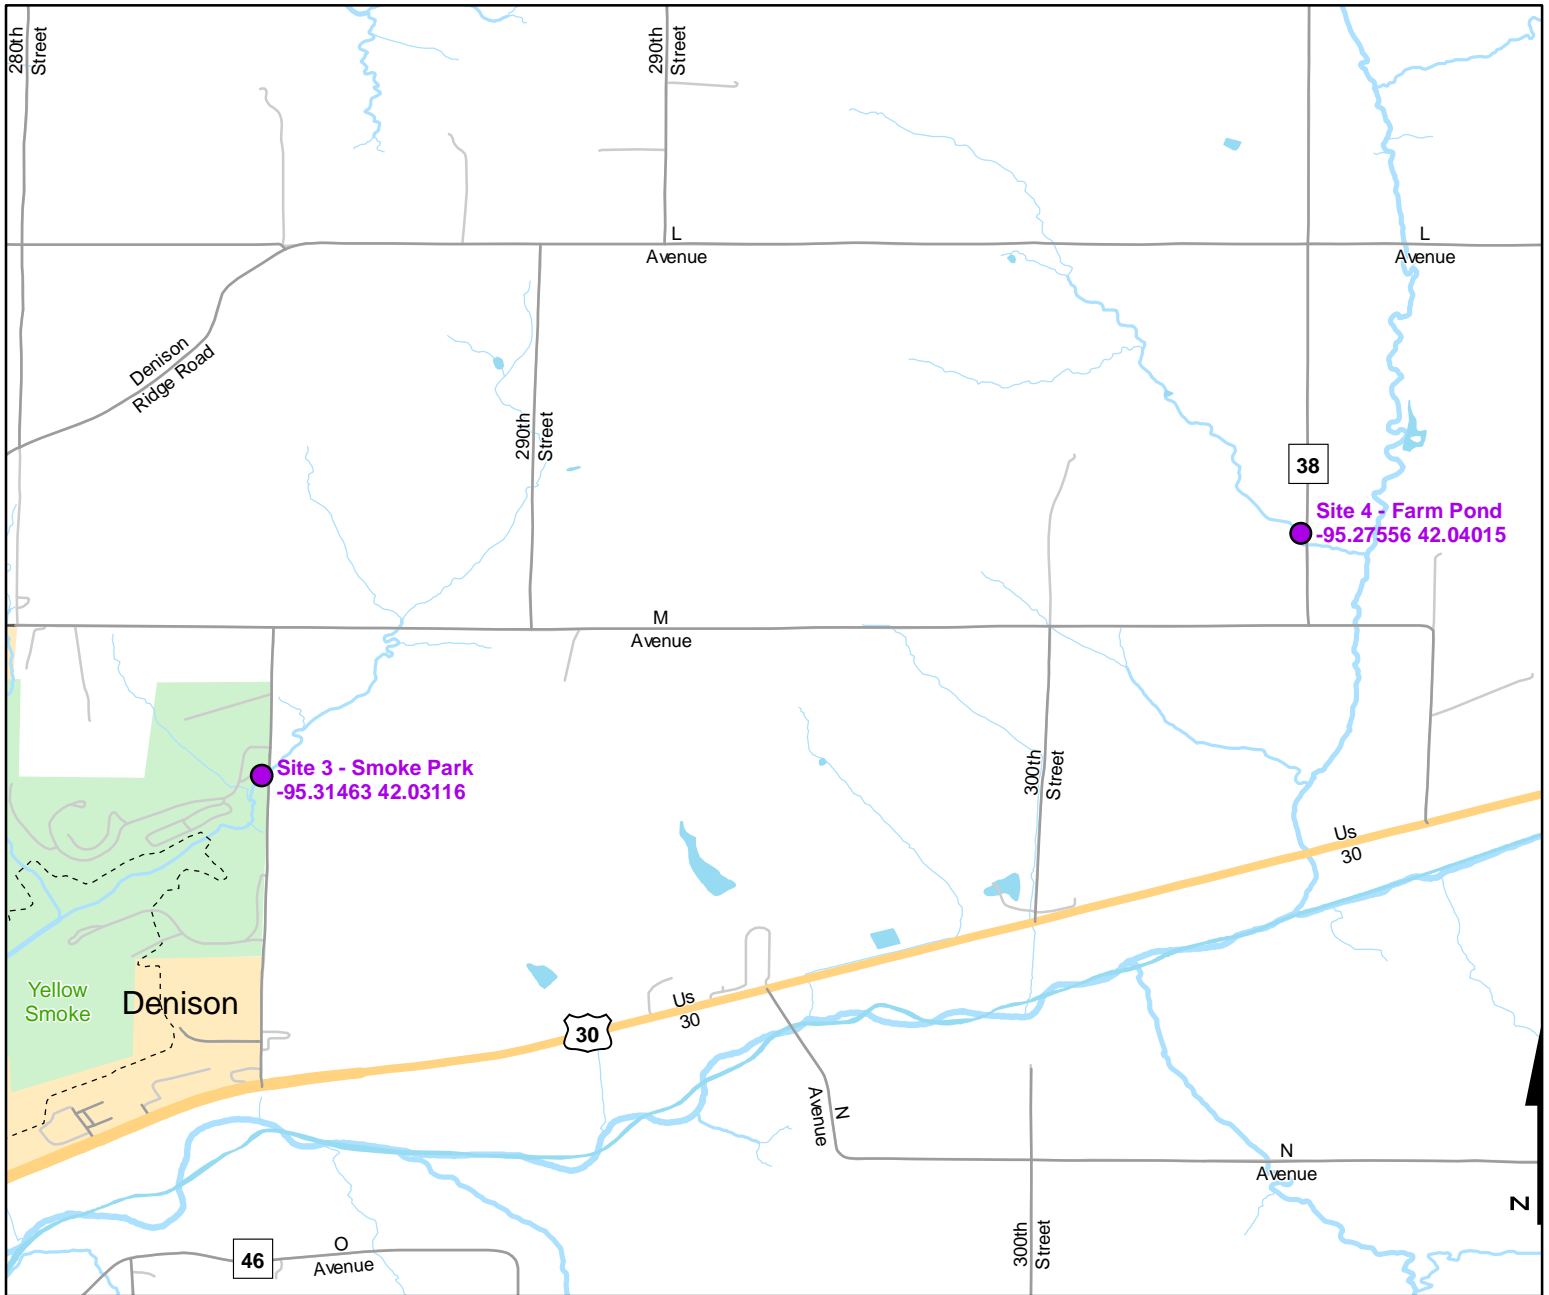 280th
Street
290th
Street
L
Avenue
L
Avenue
Denison
Ridge Road
290th
Street
38
Site 4 - Farm Pond
-95.27556 42.04015
M
Avenue
Site 3 - Smoke Park
-95.31463 42.03116
300th
Street
Us
30
Yellow
Smoke
Denison
Us
30
30
N
Avenue
N
Avenue
N
300th
Street
46
O
Avenue